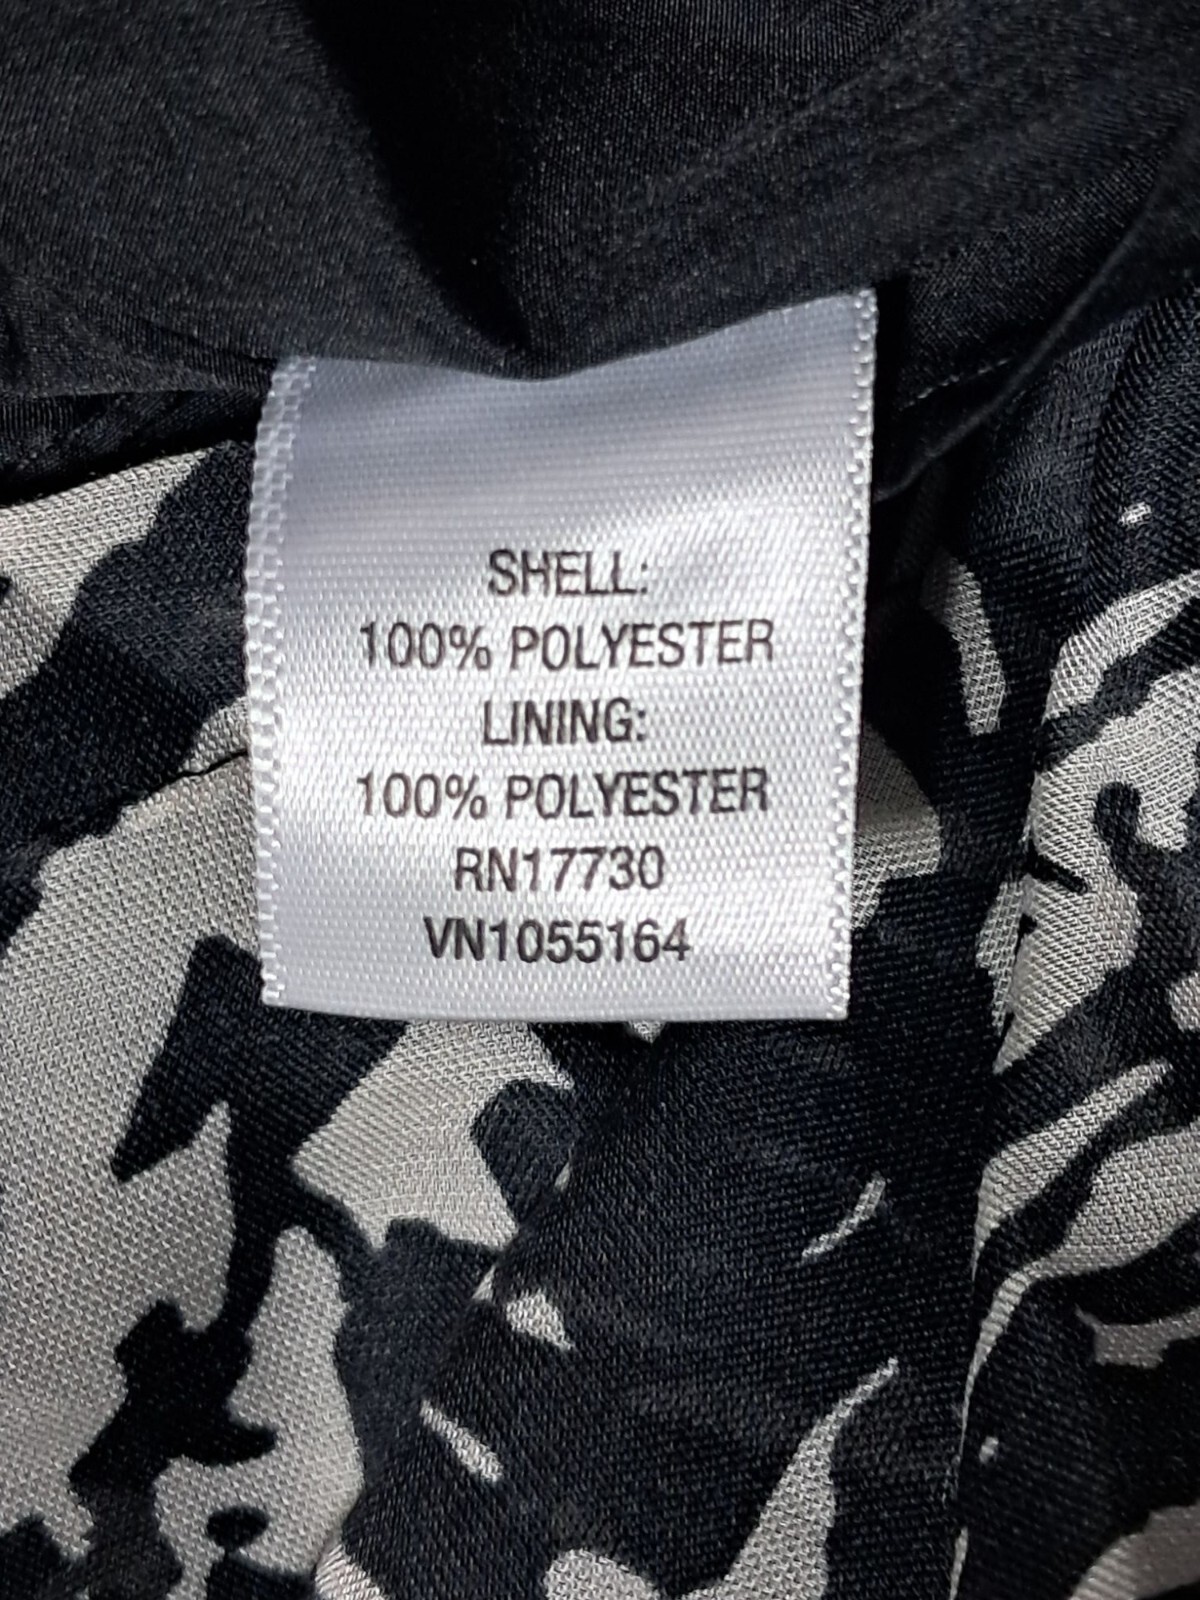 SHELL:
100% POLYESTER
LINING:
100% POLYESTER
RN17730
VN1055164